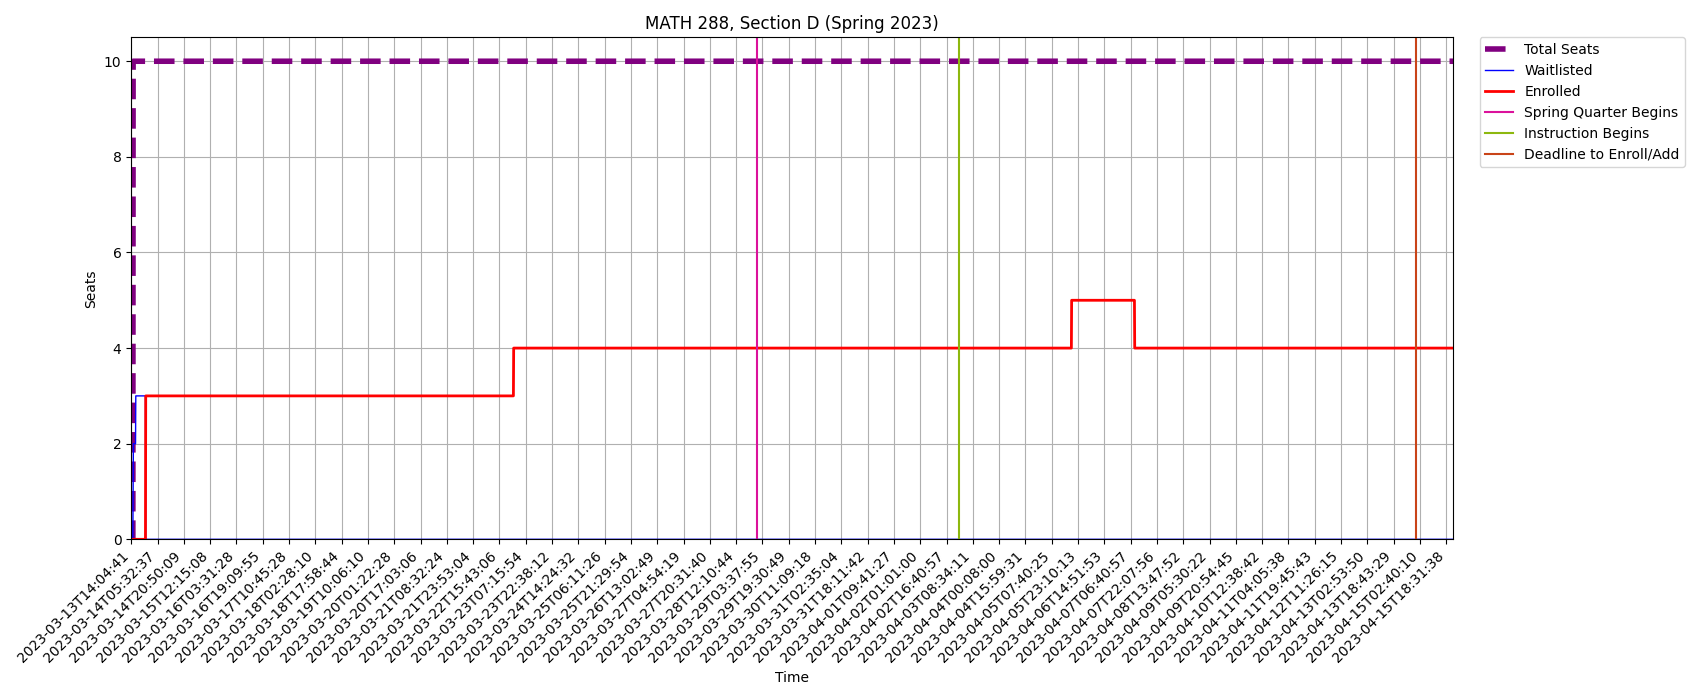 MATH 288, Section D (Spring 2023)
Total Seats
Waitlisted
Enrolled
Spring Quarter Begins
Instruction Begins
Deadline to Enroll/Add
10
8
6
4
2
0
Seats
2023-03-13T14:04:41
2023-03-14T05:32:37
2023-03-14T20:50:09
2023-03-15T12:15:08
2023-03-16T03:31:28
2023-03-16T19:09:55
2023-03-17T10:45:28
2023-03-18T02:28:10
2023-03-18T17:58:44
2023-03-19T10:06:10
2023-03-20T01:22:28
2023-03-20T17:03:06
2023-03-21T08:32:24
2023-03-21T23:53:04
2023-03-22T15:43:06
2023-03-23T07:15:54
2023-03-23T22:38:12
2023-03-24T14:24:32
2023-03-25T06:11:26
2023-03-25T21:29:54
2023-03-26T13:02:49
2023-03-27T04:54:19
2023-03-27T20:31:40
2023-03-28T12:10:44
2023-03-29T03:37:55
2023-03-29T19:30:49
2023-03-30T11:09:18
2023-03-31T02:35:04
2023-03-31T18:11:42
2023-04-01T09:41:27
2023-04-02T01:01:00
2023-04-02T16:40:57
2023-04-03T08:34:11
2023-04-04T00:08:00
2023-04-04T15:59:31
2023-04-05T07:40:25
2023-04-05T23:10:13
2023-04-06T14:51:53
2023-04-07T06:40:57
2023-04-07T22:07:56
2023-04-08T13:47:52
2023-04-09T05:30:22
2023-04-09T20:54:45
2023-04-10T12:38:42
2023-04-11T04:05:38
2023-04-11T19:45:43
2023-04-12T11:26:15
2023-04-13T02:53:50
2023-04-13T18:43:29
2023-04-15T02:40:10
2023-04-15T18:31:38
Time